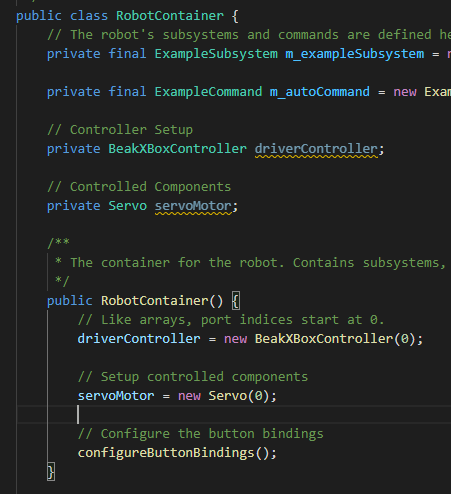 public class RobotContainer {
// The robot's subsystems and commands are defined he
private final ExampleSubsystem m_exampleSubsystem = n
private final ExampleCommand m_autoCommand = new Exam
// Controller Setup
private BeakXBoxController driverController;
// Controlled Components
private Servo servoMotor;
/**
* The container for the robot. Contains subsystems,
*/
public RobotContainer() {
// Like arrays, port indices start at 0.
driverController = new BeakXBoxController(0);
// Setup controlled components
servoMotor = new Servo(0);
// Configure the button bindings
configureButtonBindings();
}